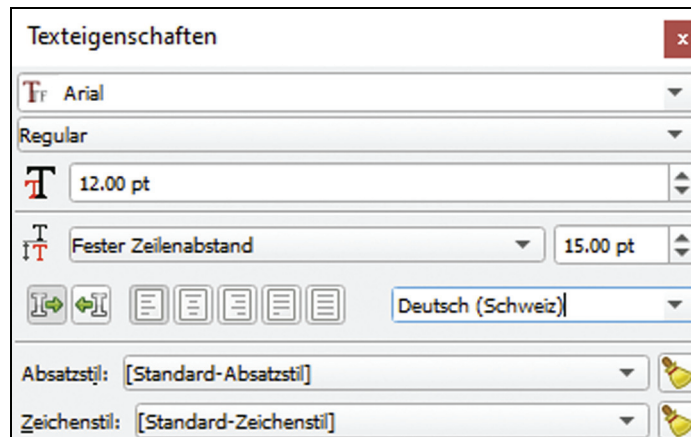 Texteigenschaften x
Arial
Regular
12.00 pt
Fester Zeilenabstand 15.00 pt
Deutsch (Schweiz)
Absatzstil: [Standard-Absatzstil]
Zeichenstil: [Standard-Zeichenstil]